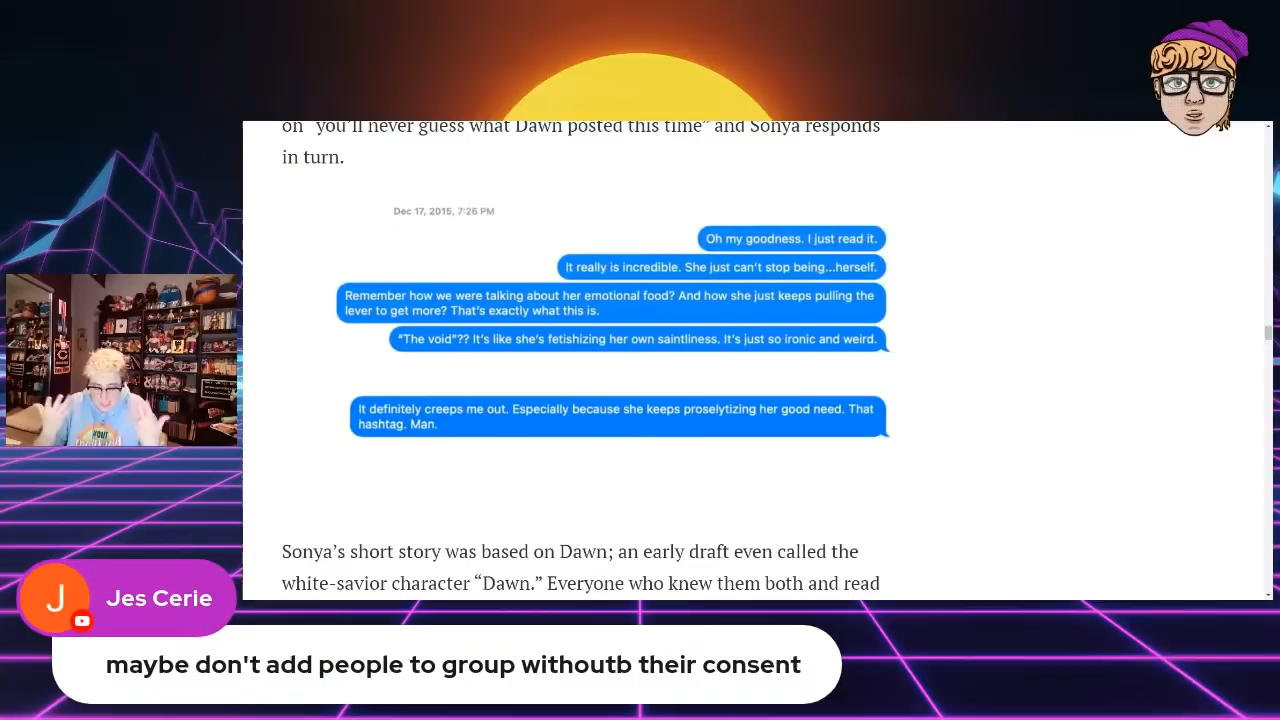 on "you'll never guess what Dawn posted this time" and Sonya responds
in turn.
Dec 17, 2015, 7:26 PM
Oh my goodness. I just read it.
It really is incredible. She just can't stop being...herself.
Remember how we were talking about her emotional food? And how she just keeps pulling the
lever to get more? That's exactly what this is.
"The void"?? It's like she's fetishizing her own saintliness. It's just so ironic and weird.
It definitely creeps me out. Especially because she keeps proselytizing her good need. That
hashtag. Man.
Sonya's short story was based on Dawn; an early draft even called the
white-savior character "Dawn." Everyone who knew them both and read
J
Jes Cerie
maybe don't add people to group withoutb their consent